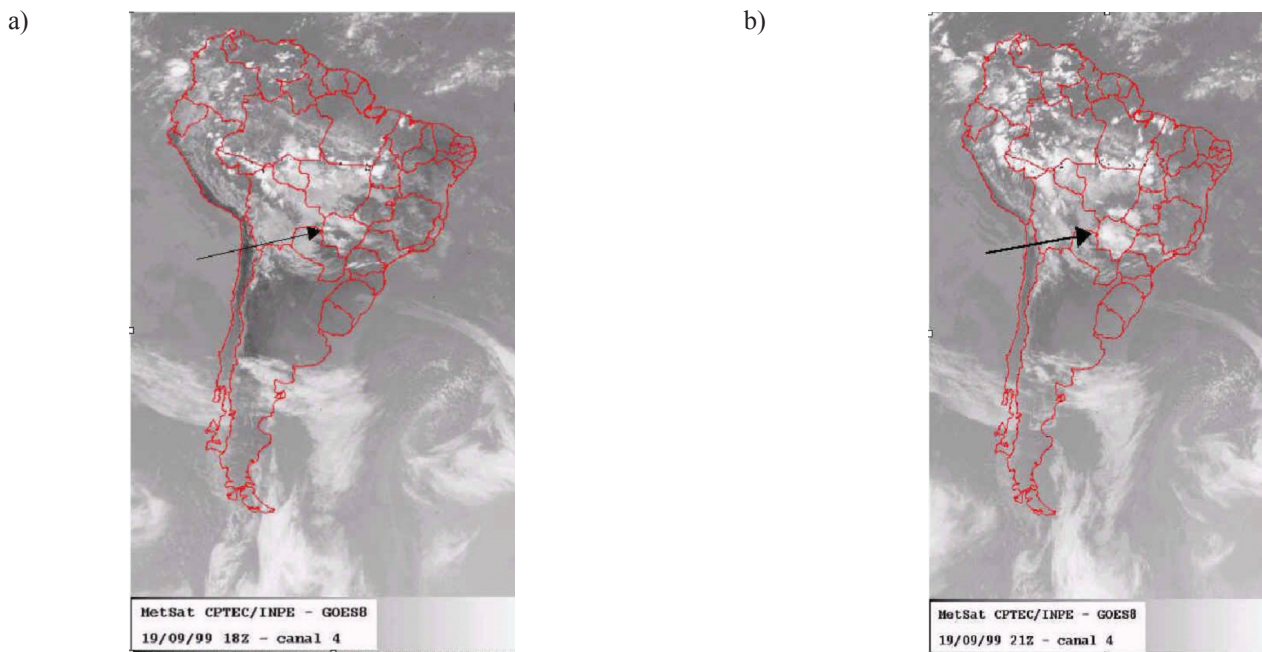 a)
b)
MetSat CPTEC/INPE - GOES8
19/09/99 18Z - canal 4
MetSat CPTEC/INPE - GOES8
19/09/99 21Z - canal 4